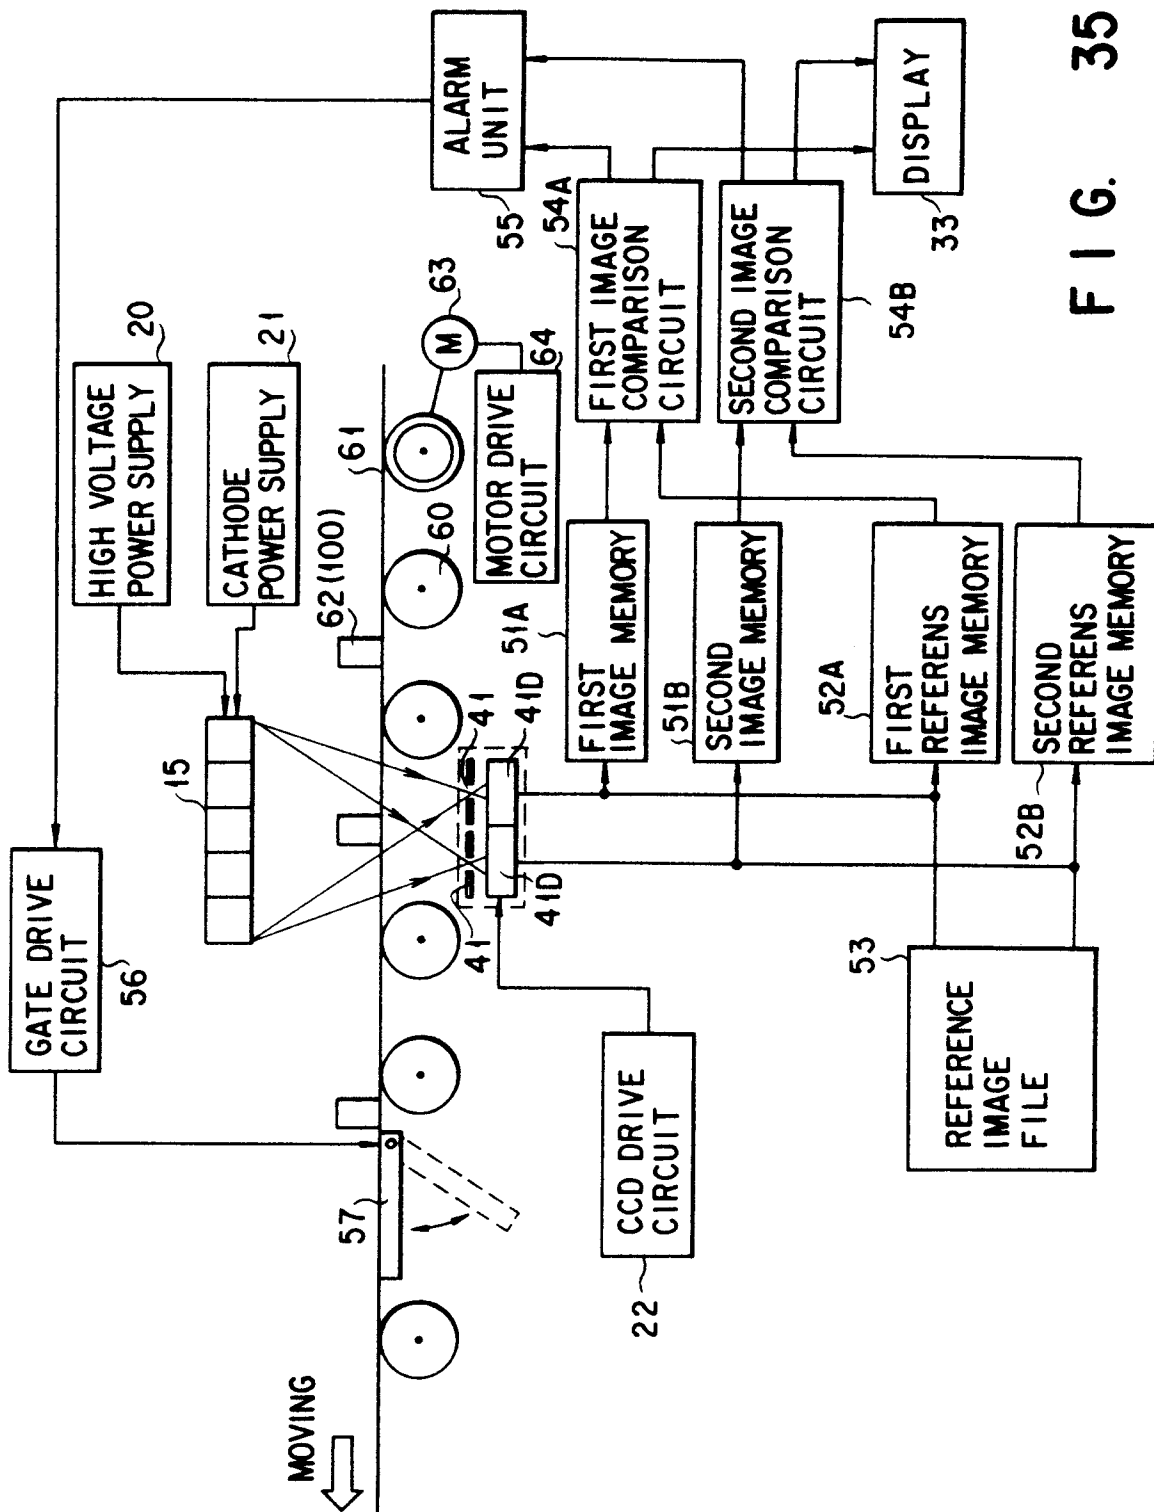 FIG. 35
HIGH VOLTAGE
POWER SUPPLY
20
CATHODE
POWER SUPPLY
21
15
GATE DRIVE
CIRCUIT
56
ALARM
UNIT
55
MOVING
57
62(100)
61
60
M
63
MOTOR DRIVE
CIRCUIT
64
41
41
41D
41D
CCD DRIVE
CIRCUIT
22
FIRST
IMAGE MEMORY
51A
SECOND
IMAGE MEMORY
51B
FIRST
REFERENS
IMAGE MEMORY
52A
SECOND
REFERENS
IMAGE MEMORY
52B
REFERENCE
IMAGE
FILE
53
FIRST IMAGE
COMPARISON
CIRCUIT
54A
SECOND IMAGE
COMPARISON
CIRCUIT
54B
DISPLAY
33